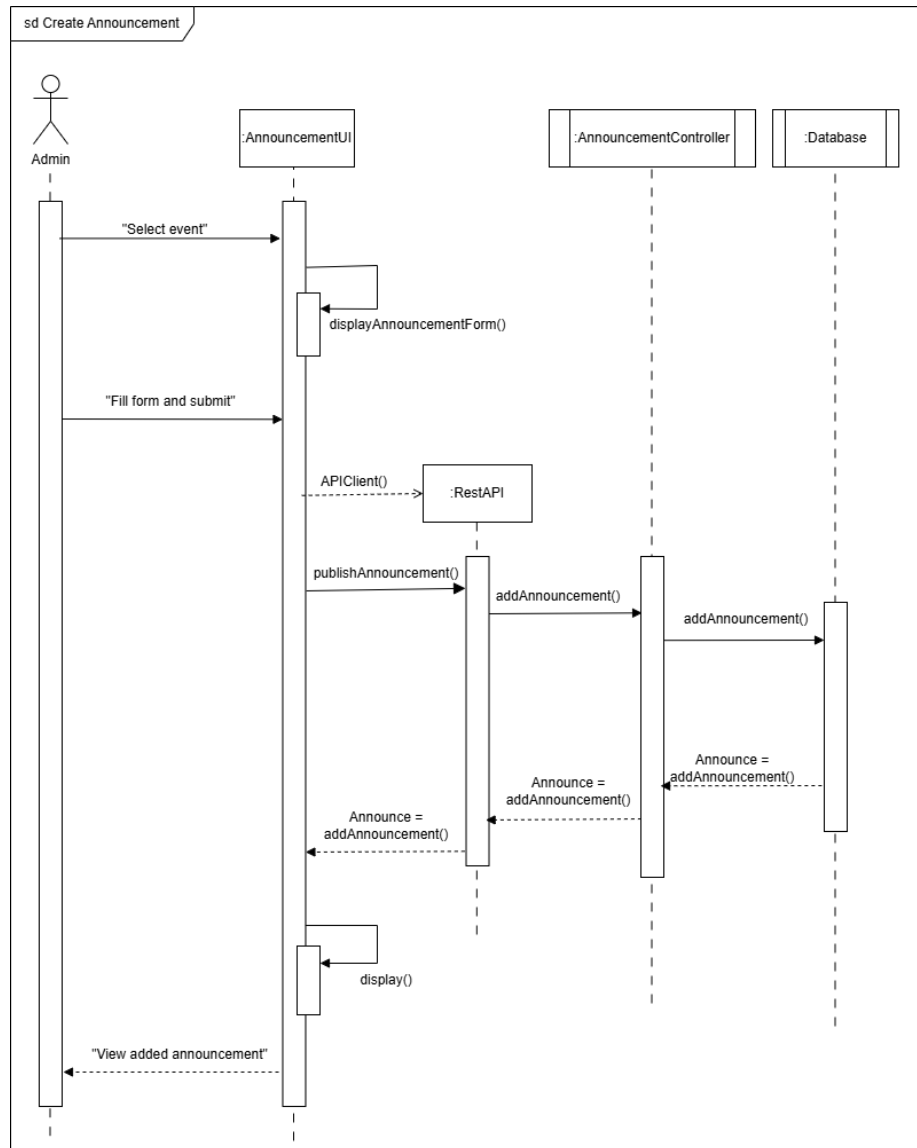 sd Create Announcement
:AnnouncementUI
:AnnouncementController
:Database
Admin
"Select event"
displayAnnouncementForm()
"Fill form and submit"
APIClient()
:RestAPI
publishAnnouncement()
addAnnouncement()
addAnnouncement()
Announce =
addAnnouncement()
Announce =
addAnnouncement()
Announce =
addAnnouncement()
display()
"View added announcement"